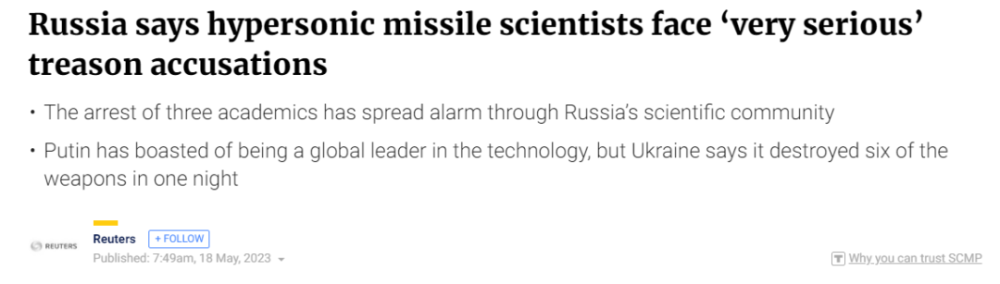 Russia says hypersonic missile scientists face ‘very serious’
treason accusations
• The arrest of three academics has spread alarm through Russia’s scientific community
• Putin has boasted of being a global leader in the technology, but Ukraine says it destroyed six of the
weapons in one night
REUTERS
Reuters + FOLLOW
Published: 7:49am, 18 May, 2023
T Why you can trust SCMP